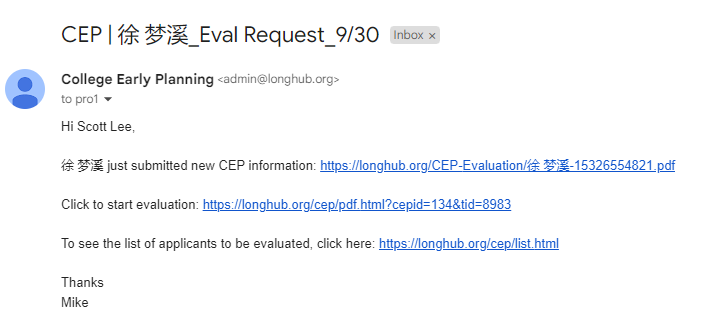 CEP | 徐 梦溪_Eval Request_9/30 Inbox ×
College Early Planning <admin@longhub.org>
to pro1
Hi Scott Lee,
徐 梦溪 just submitted new CEP information: https://longhub.org/CEP-Evaluation/徐 梦溪-15326554821.pdf
Click to start evaluation: https://longhub.org/cep/pdf.html?cepid=134&tid=8983
To see the list of applicants to be evaluated, click here: https://longhub.org/cep/list.html
Thanks
Mike